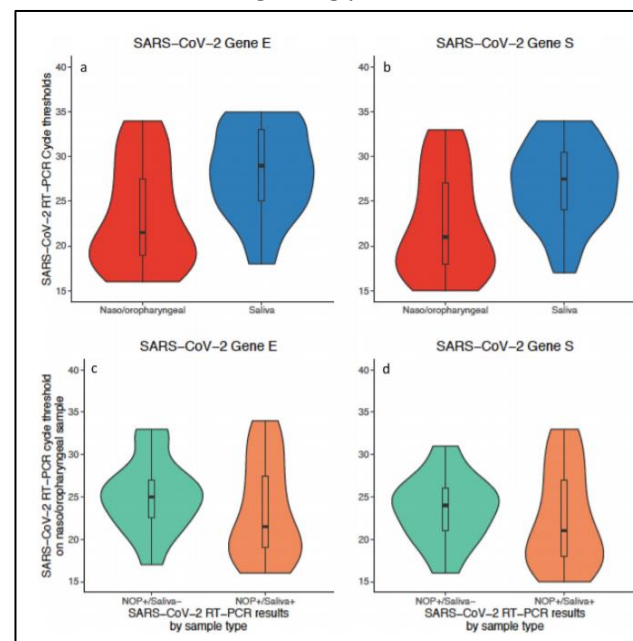 SARS-CoV-2 Gene E
SARS-CoV-2 Gene S
a
b
SARS-CoV-2 RT-PCR Cycle thresholds
40
35
30
25
20
15
40
35
30
25
20
15
Naso/oropharyngeal
Saliva
Naso/oropharyngeal
Saliva
SARS-CoV-2 Gene E
SARS-CoV-2 Gene S
c
d
SARS-CoV-2 RT-PCR cycle threshold
on naso/oropharyngeal sample
40
35
30
25
20
15
40
35
30
25
20
15
NOP+/Saliva-
NOP+/Saliva+
NOP+/Saliva-
NOP+/Saliva+
SARS-CoV-2 RT-PCR results
by sample type
SARS-CoV-2 RT-PCR results
by sample type